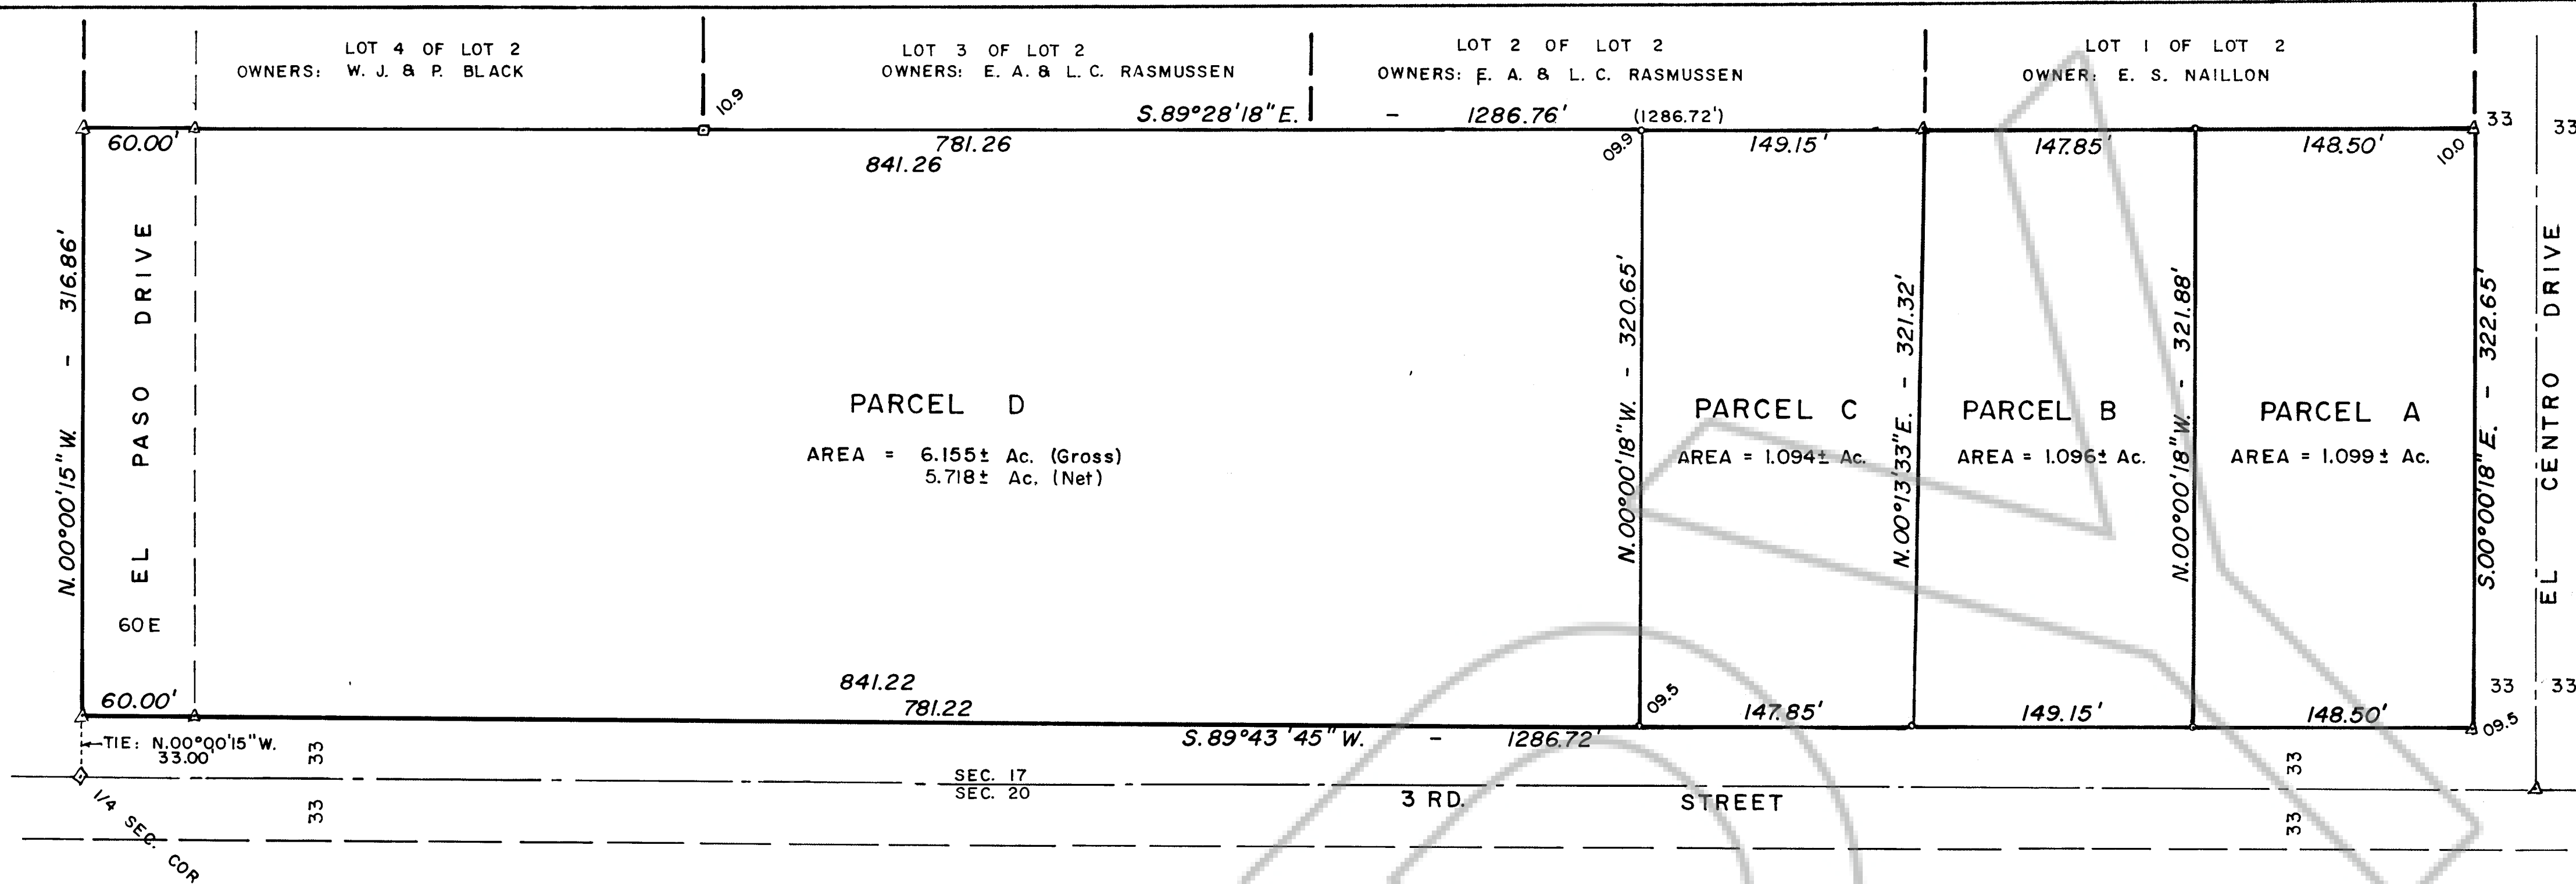 LOT 4 OF LOT 2
OWNERS: W. J. & P. BLACK
LOT 3 OF LOT 2
OWNERS: E. A. & L. C. RASMUSSEN
LOT 2 OF LOT 2
OWNERS: E. A. & L. C. RASMUSSEN
LOT 1 OF LOT 2
OWNER: E. S. NAILLON
10.9
S.89°28'18"E. - 1286.76' (1286.72')
33 33
60.00'
781.26
841.26
09.9
149.15'
147.85'
148.50'
10.0
N.00°00'15"W. - 316.86'
EL PASO DRIVE
60 E
PARCEL D
AREA = 6.155± Ac. (Gross)
5.718± Ac. (Net)
N.00°00'18"W. - 320.65'
PARCEL C
AREA = 1.094± Ac.
N.00°13'33"E. - 321.32'
PARCEL B
AREA = 1.096± Ac.
N.00°00'18"W. - 321.88'
PARCEL A
AREA = 1.099± Ac.
S.00°00'18"E. - 322.65'
EL CENTRO DRIVE
60.00'
841.22
781.22
09.5
147.85'
149.15'
148.50'
33 33
09.5
TIE: N.00°00'15"W.
33.00'
33
S.89°43'45"W. - 1286.72'
33
SEC. 17
SEC. 20
3 RD. STREET
33
33
1/4 SEC. COR